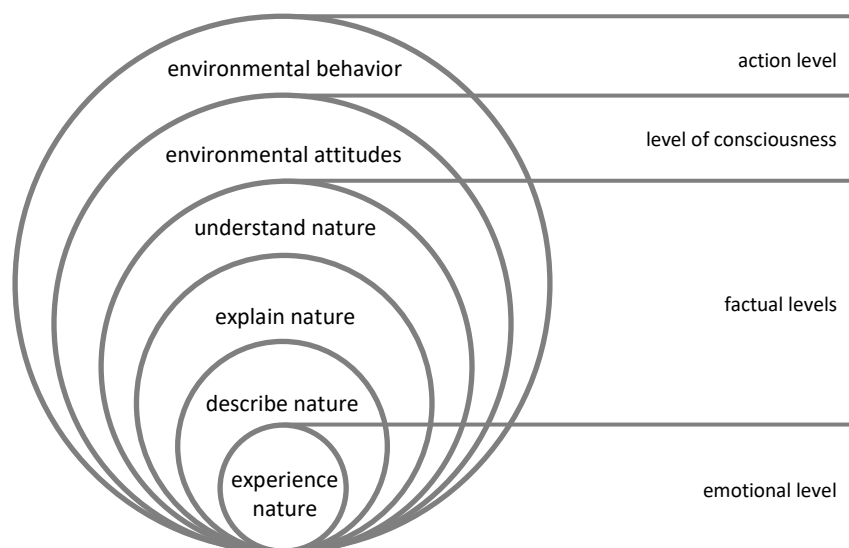 environmental behavior
action level
level of consciousness
environmental attitudes
understand nature
factual levels
explain nature
describe nature
experience
nature
emotional level